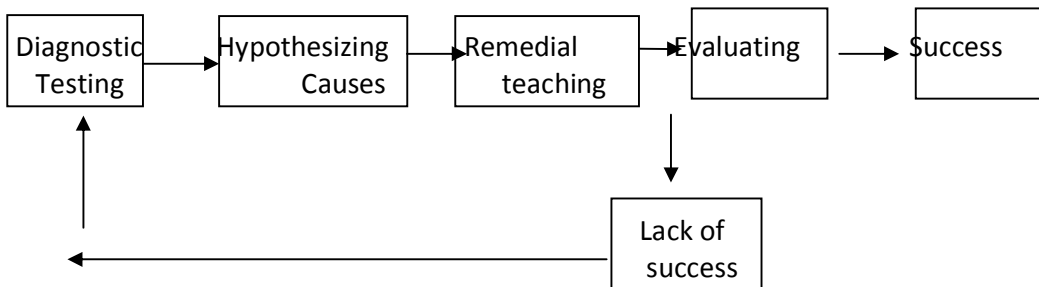 Diagnostic
Testing
Hypothesizing
Causes
Remedial
teaching
Evaluating
Success
Lack of
success